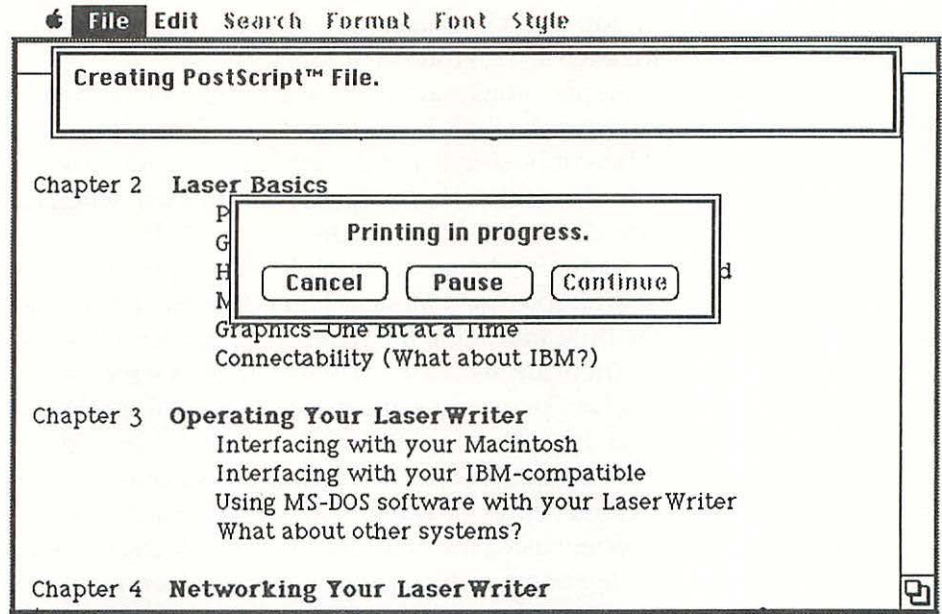 File Edit Search Format Font Style
Creating PostScript™ File.
Chapter 2 Laser Basics
Printing in progress.
Cancel Pause Continue
Graphics—One Bit at a Time
Connectability (What about IBM?)
Chapter 3 Operating Your LaserWriter
Interfacing with your Macintosh
Interfacing with your IBM-compatible
Using MS-DOS software with your LaserWriter
What about other systems?
Chapter 4 Networking Your LaserWriter